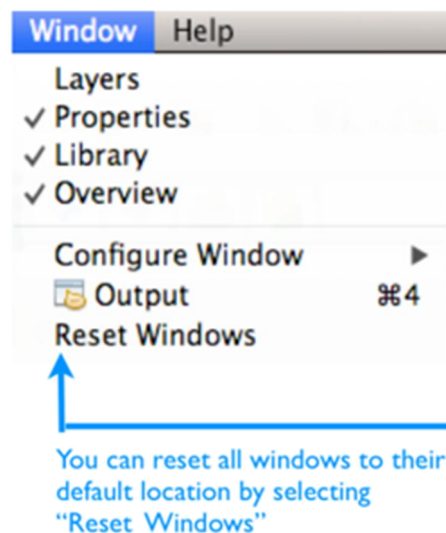 Window Help
Layers
✓ Properties
✓ Library
✓ Overview
Configure Window ▶
Output ⌘4
Reset Windows
You can reset all windows to their
default location by selecting
“Reset Windows”